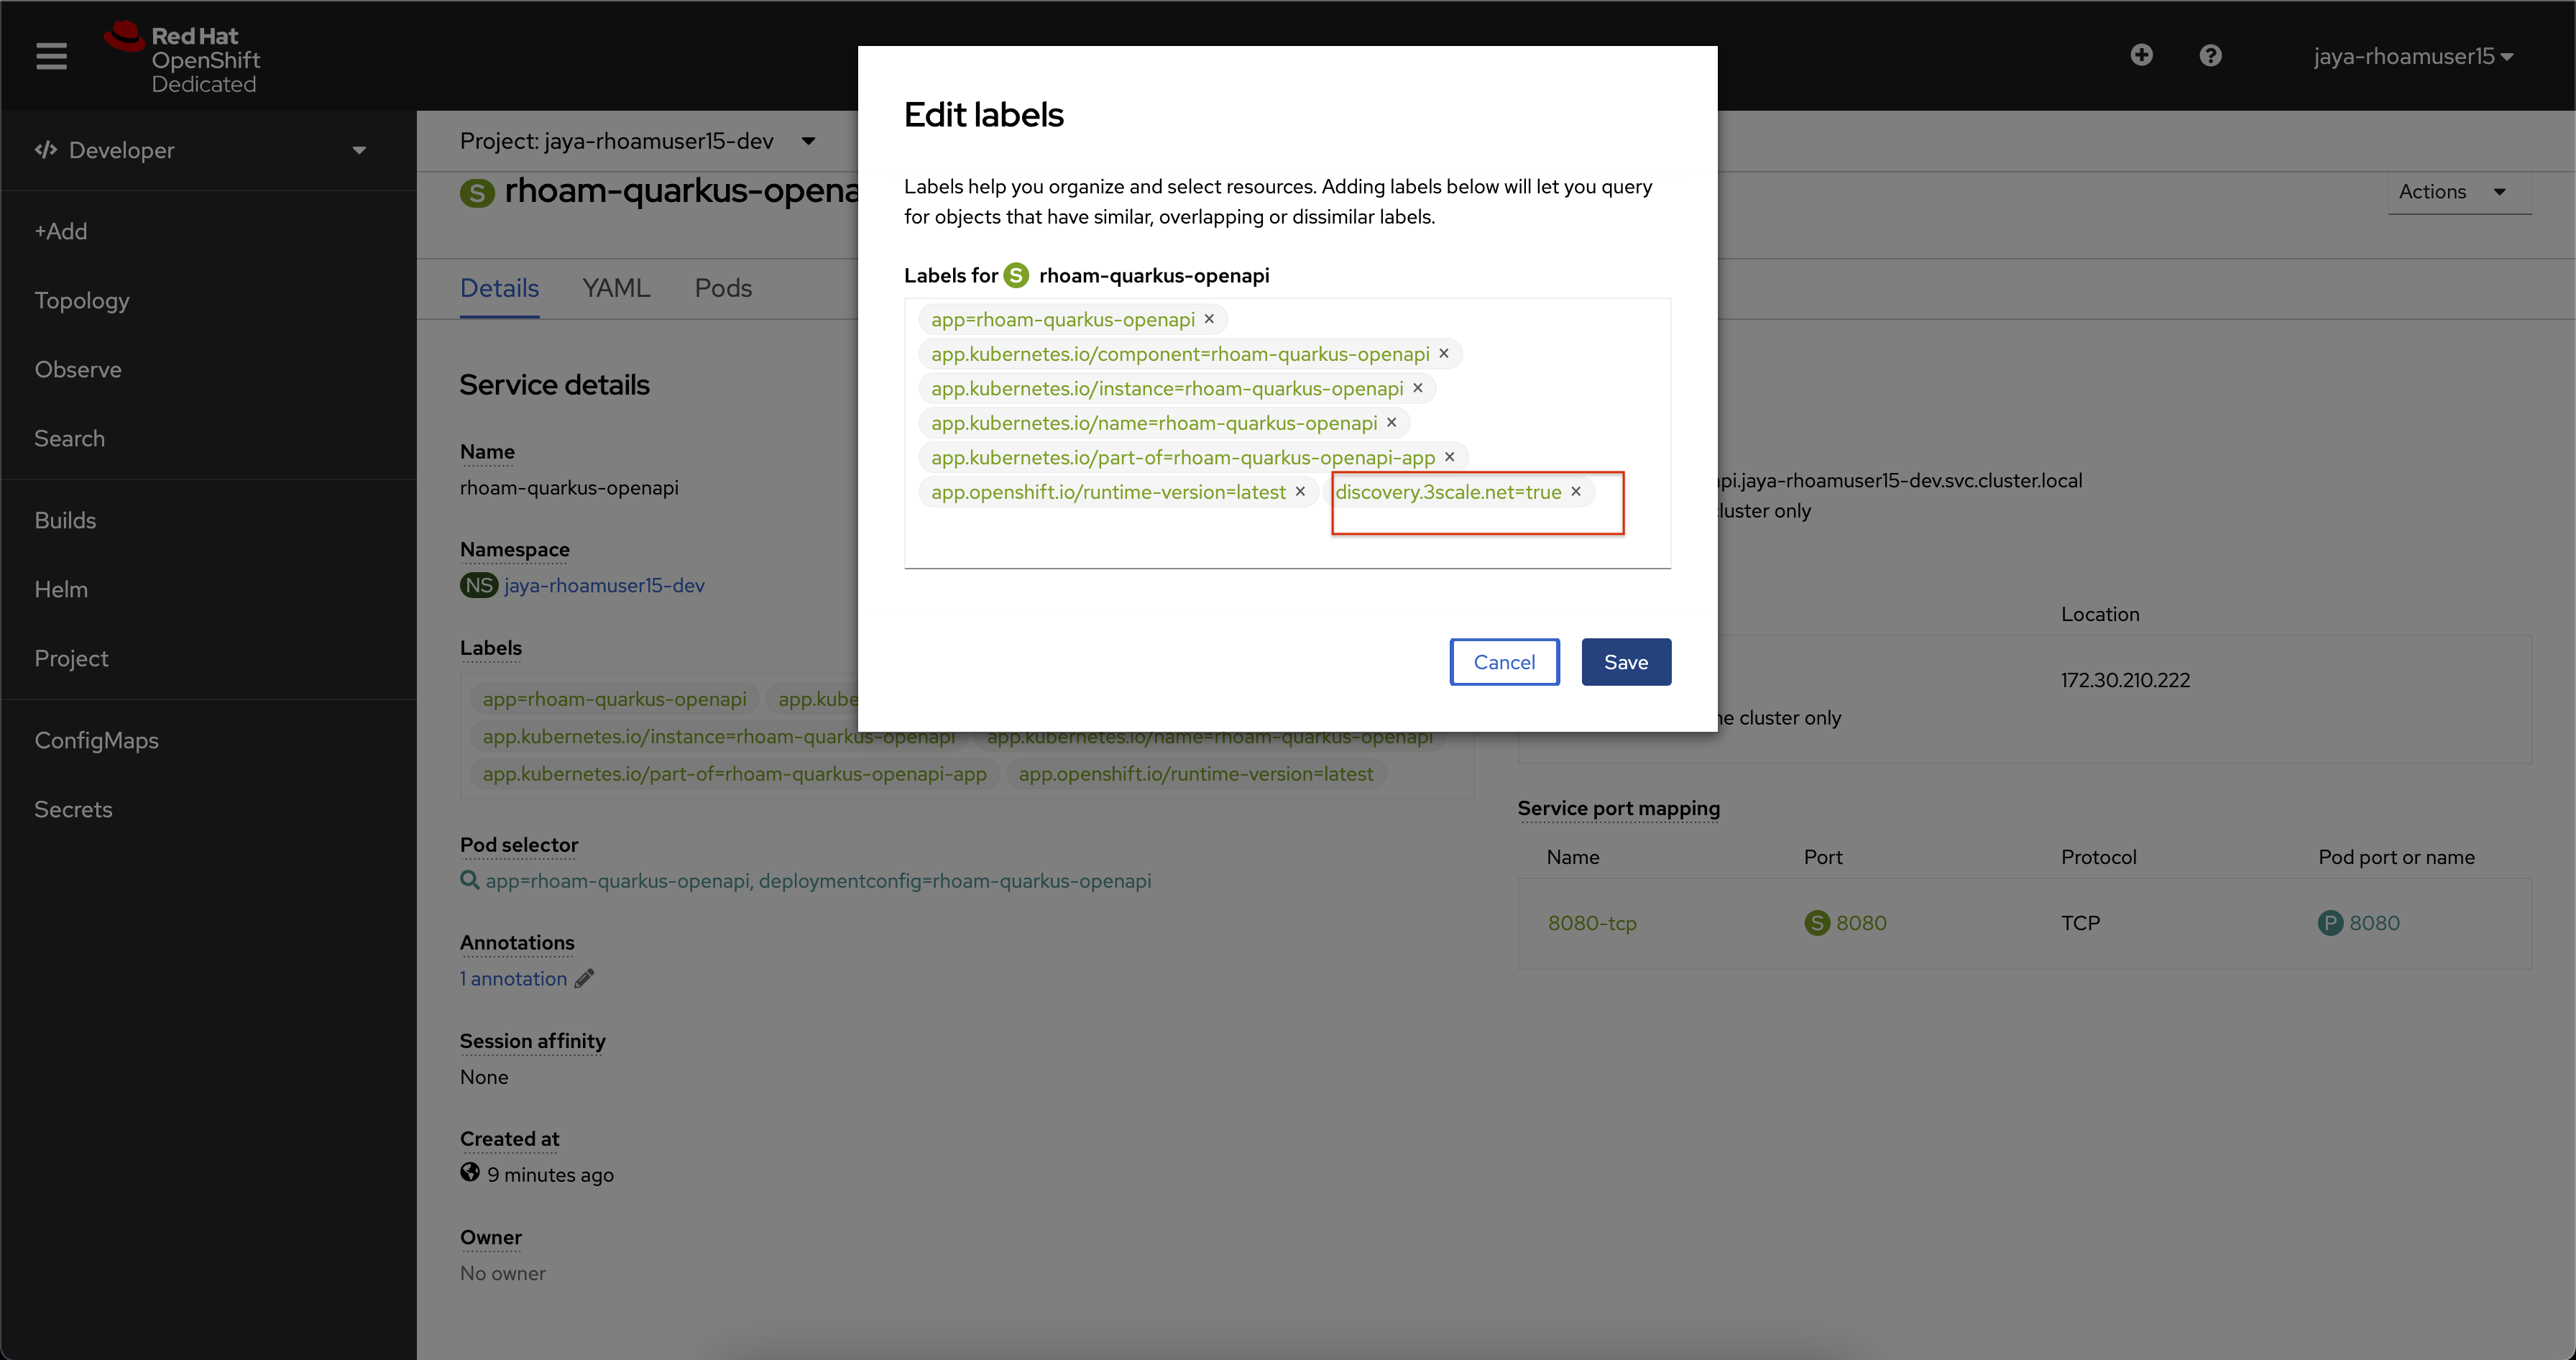 Red Hat
OpenShift
Dedicated
jaya-rhoamuser15
Developer
+Add
Topology
Observe
Search
Builds
Helm
Project
ConfigMaps
Secrets
Project: jaya-rhoamuser15-dev
S rhoam-quarkus-opena
Actions
Details YAML Pods
Service details
Name
rhoam-quarkus-openapi
Namespace
NS jaya-rhoamuser15-dev
Labels
app=rhoam-quarkus-openapi app.kube
app.kubernetes.io/instance=rhoam-quarkus-openapi app.kubernetes.io/name=rhoam-quarkus-openapi
app.kubernetes.io/part-of=rhoam-quarkus-openapi-app app.openshift.io/runtime-version=latest
Pod selector
app=rhoam-quarkus-openapi, deploymentconfig=rhoam-quarkus-openapi
Annotations
1 annotation
Session affinity
None
Created at
9 minutes ago
Owner
No owner
Edit labels
Labels help you organize and select resources. Adding labels below will let you query
for objects that have similar, overlapping or dissimilar labels.
Labels for S rhoam-quarkus-openapi
app=rhoam-quarkus-openapi ×
app.kubernetes.io/component=rhoam-quarkus-openapi ×
app.kubernetes.io/instance=rhoam-quarkus-openapi ×
app.kubernetes.io/name=rhoam-quarkus-openapi ×
app.kubernetes.io/part-of=rhoam-quarkus-openapi-app ×
app.openshift.io/runtime-version=latest × discovery.3scale.net=true ×
Cancel Save
pi.jaya-rhoamuser15-dev.svc.cluster.local
cluster only
Location
172.30.210.222
ne cluster only
Service port mapping
Name Port Protocol Pod port or name
8080-tcp S 8080 TCP P 8080